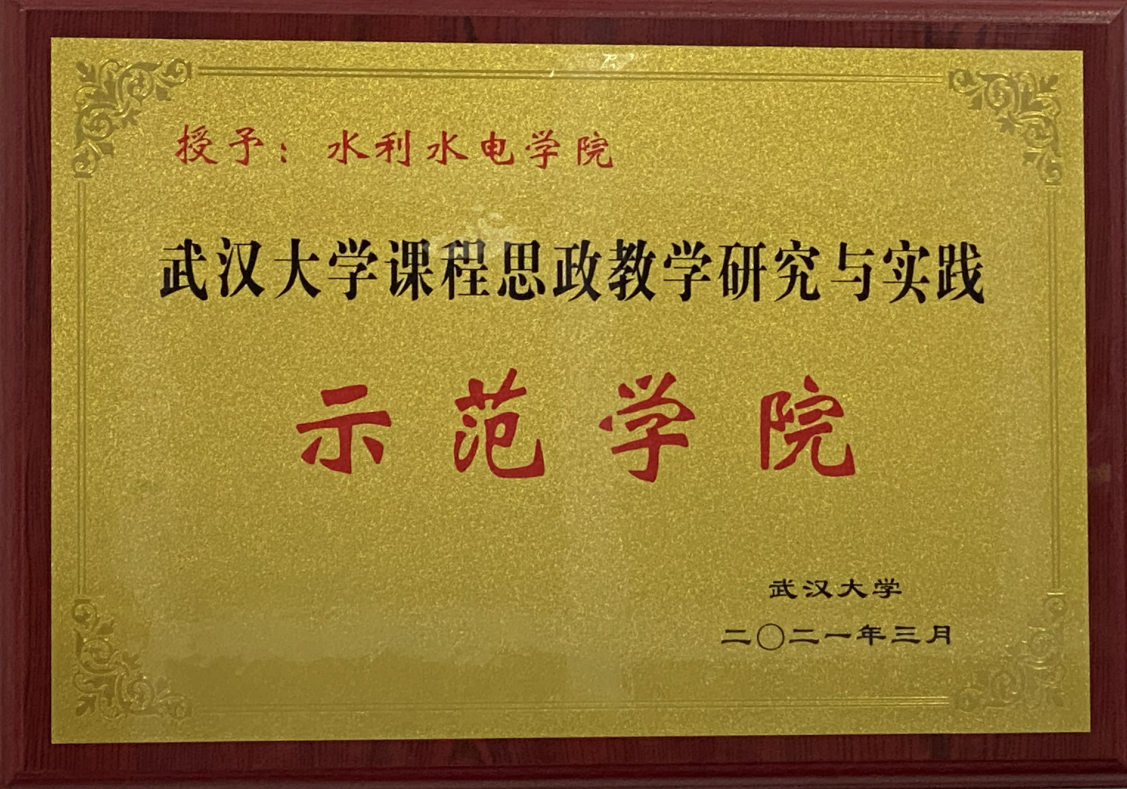 授予：水利水电学院
武汉大学课程思政教学研究与实践
示范学院
武汉大学
二〇二一年三月